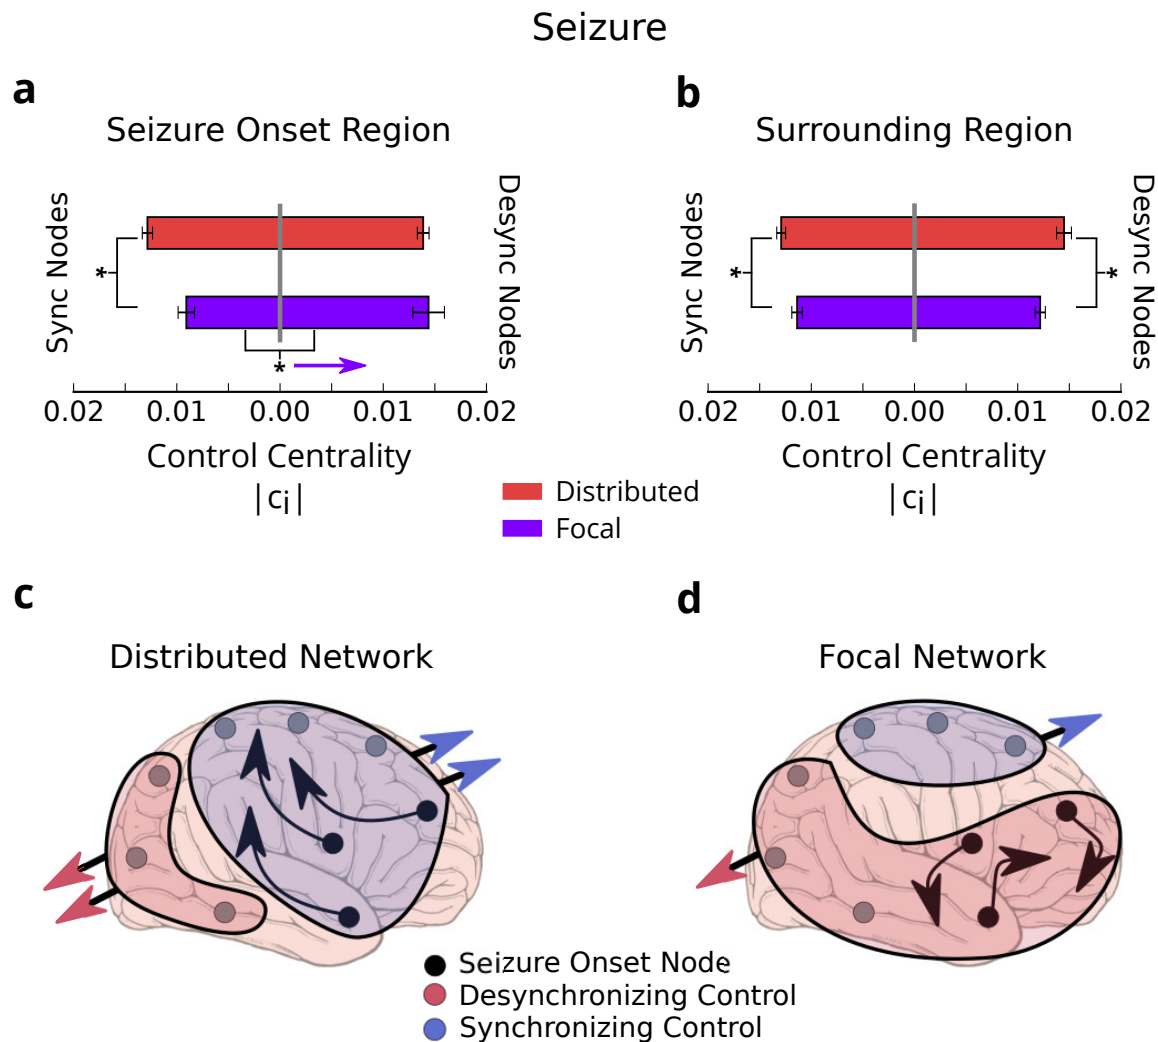 Seizure
a
b
Seizure Onset Region
Surrounding Region
Sync Nodes
Desync Nodes
Sync Nodes
Desync Nodes
*
*
*
*
0.02 0.01 0.00 0.01 0.02
0.02 0.01 0.00 0.01 0.02
Control Centrality
|ci|
Control Centrality
|ci|
Distributed
Focal
c
d
Distributed Network
Focal Network
Seizure Onset Node
Desynchronizing Control
Synchronizing Control